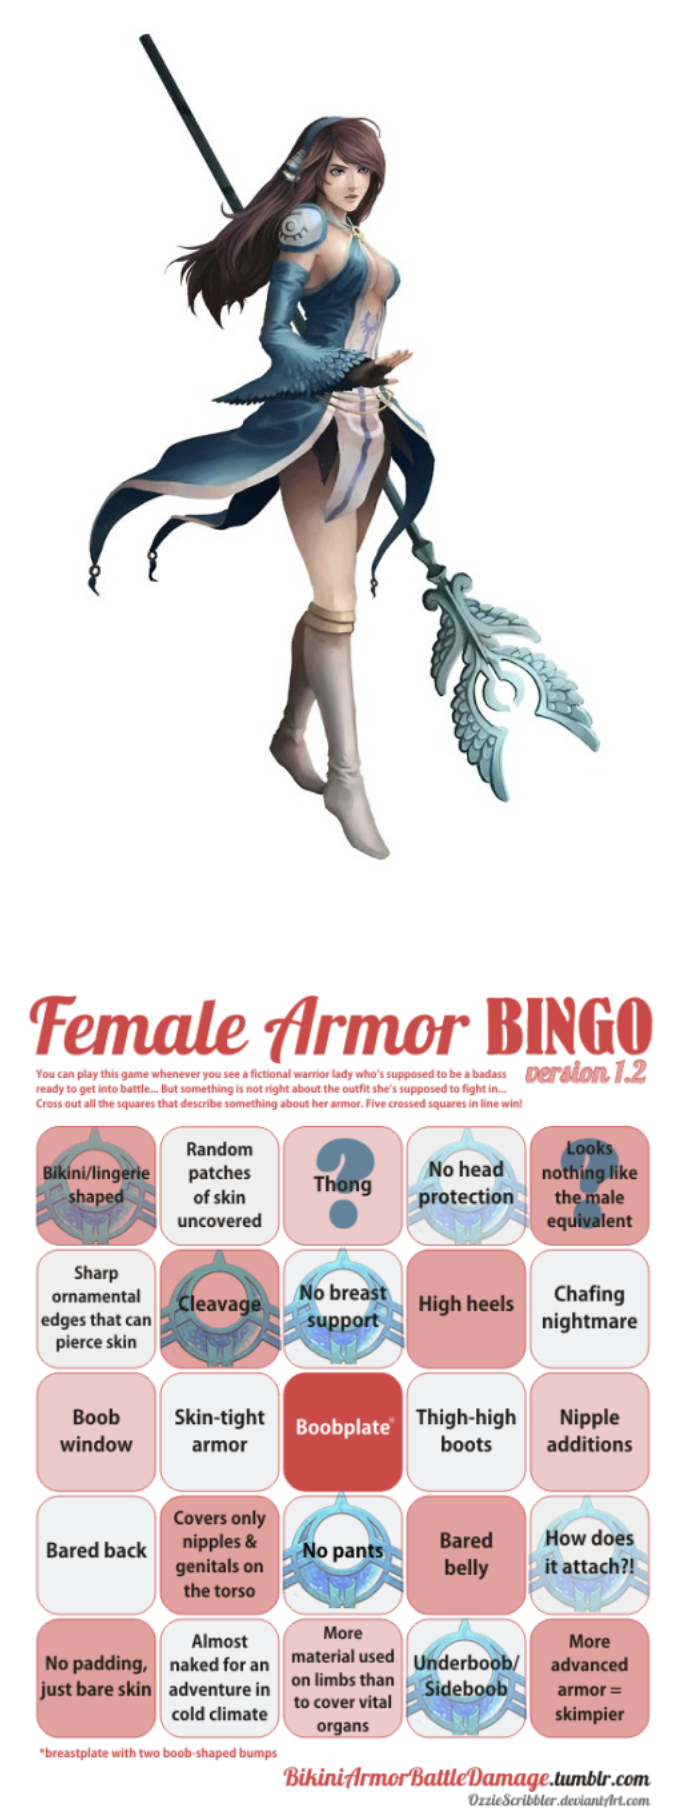 Female Armor BINGO
version 1.2
You can play this game whenever you see a fictional warrior lady who's supposed to be a badass
ready to get into battle... But something is not right about the outfit she's supposed to fight in...
Cross out all the squares that describe something about her armor. Five crossed squares in line win!
Bikini/lingerie
shaped
Random
patches
of skin
uncovered
?
Thong
No head
protection
?
Looks
nothing like
the male
equivalent
Sharp
ornamental
edges that can
pierce skin
Cleavage
No breast
support
High heels
Chafing
nightmare
Boob
window
Skin-tight
armor
Boobplate*
Thigh-high
boots
Nipple
additions
Bared back
Covers only
nipples &
genitals on
the torso
No pants
Bared
belly
How does
it attach?!
No padding,
just bare skin
Almost
naked for an
adventure in
cold climate
More
material used
on limbs than
to cover vital
organs
Underboob/
Sideboob
More
advanced
armor =
skimpier
*breastplate with two boob-shaped bumps
BikiniArmorBattleDamage.tumblr.com
OzzieScribbler.deviantArt.com